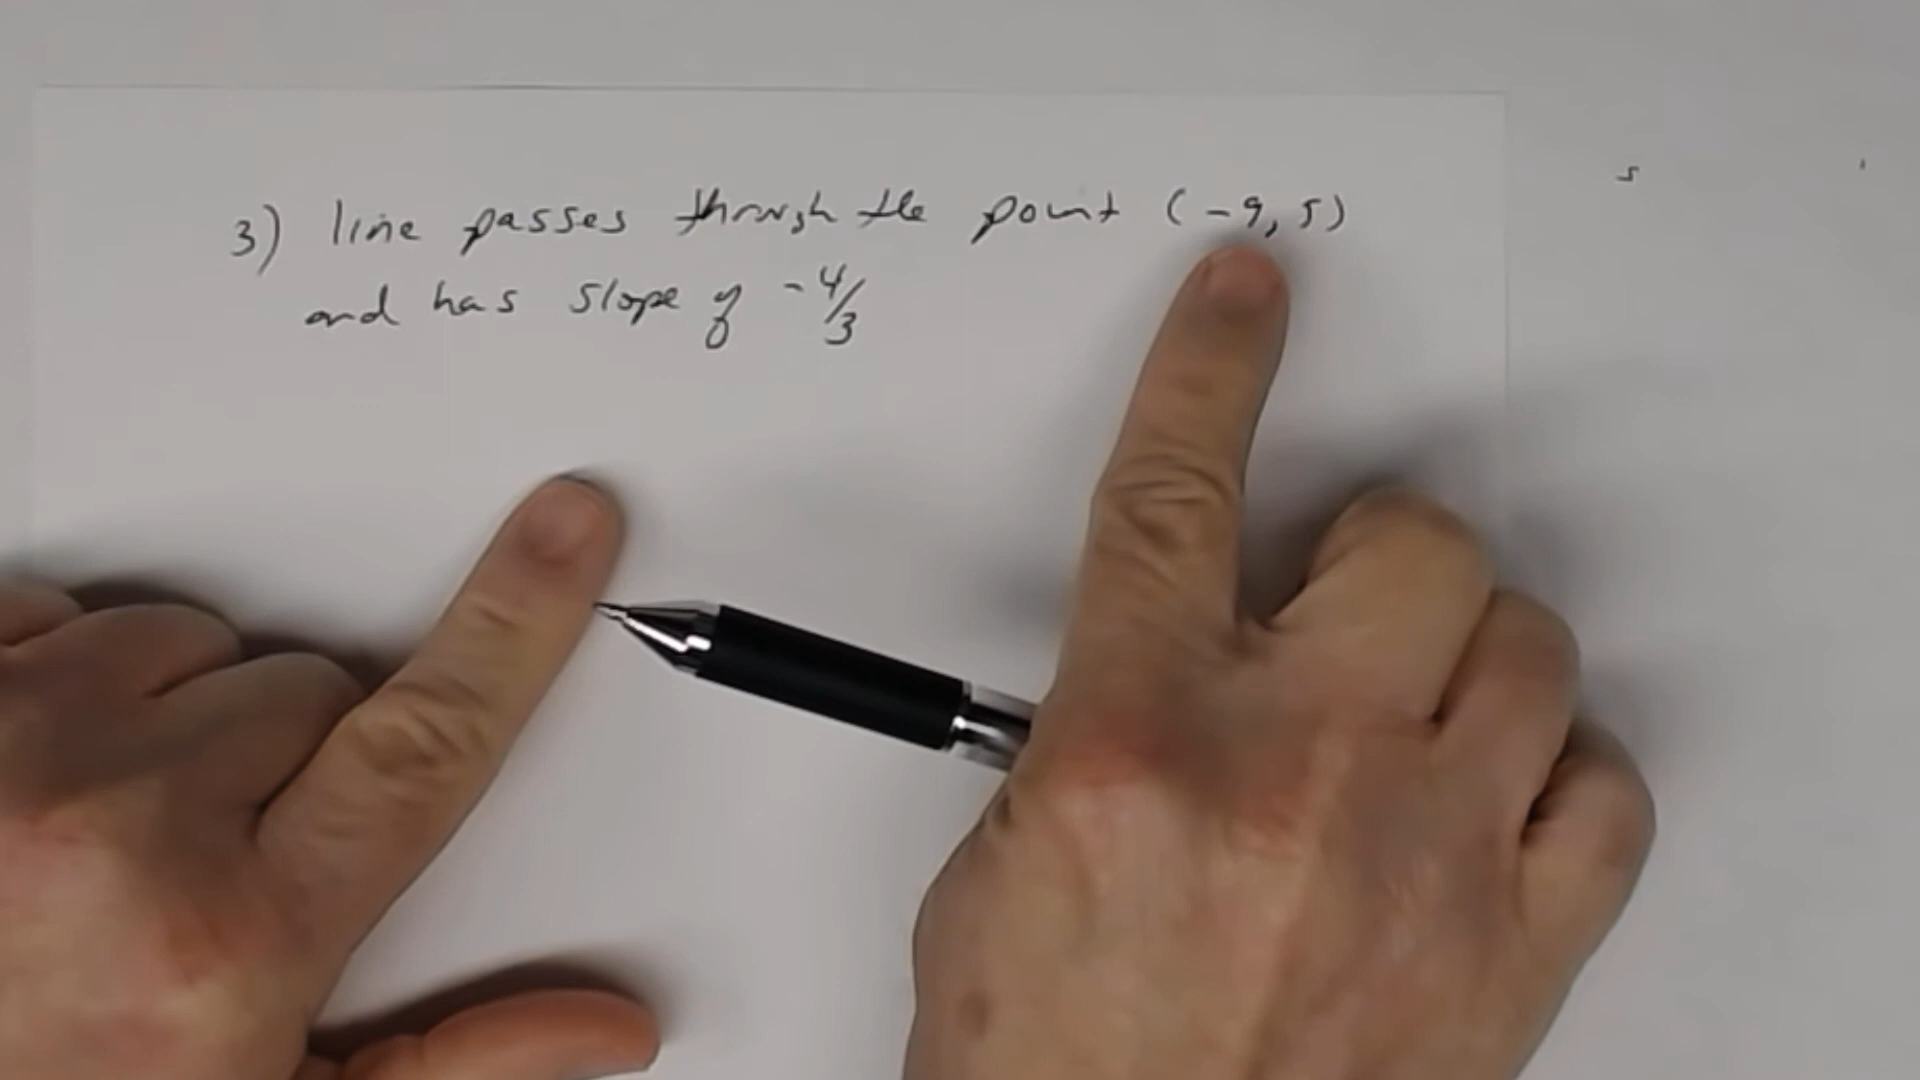 3) line passes through the point (-9, 5)
and has slope of -4/3